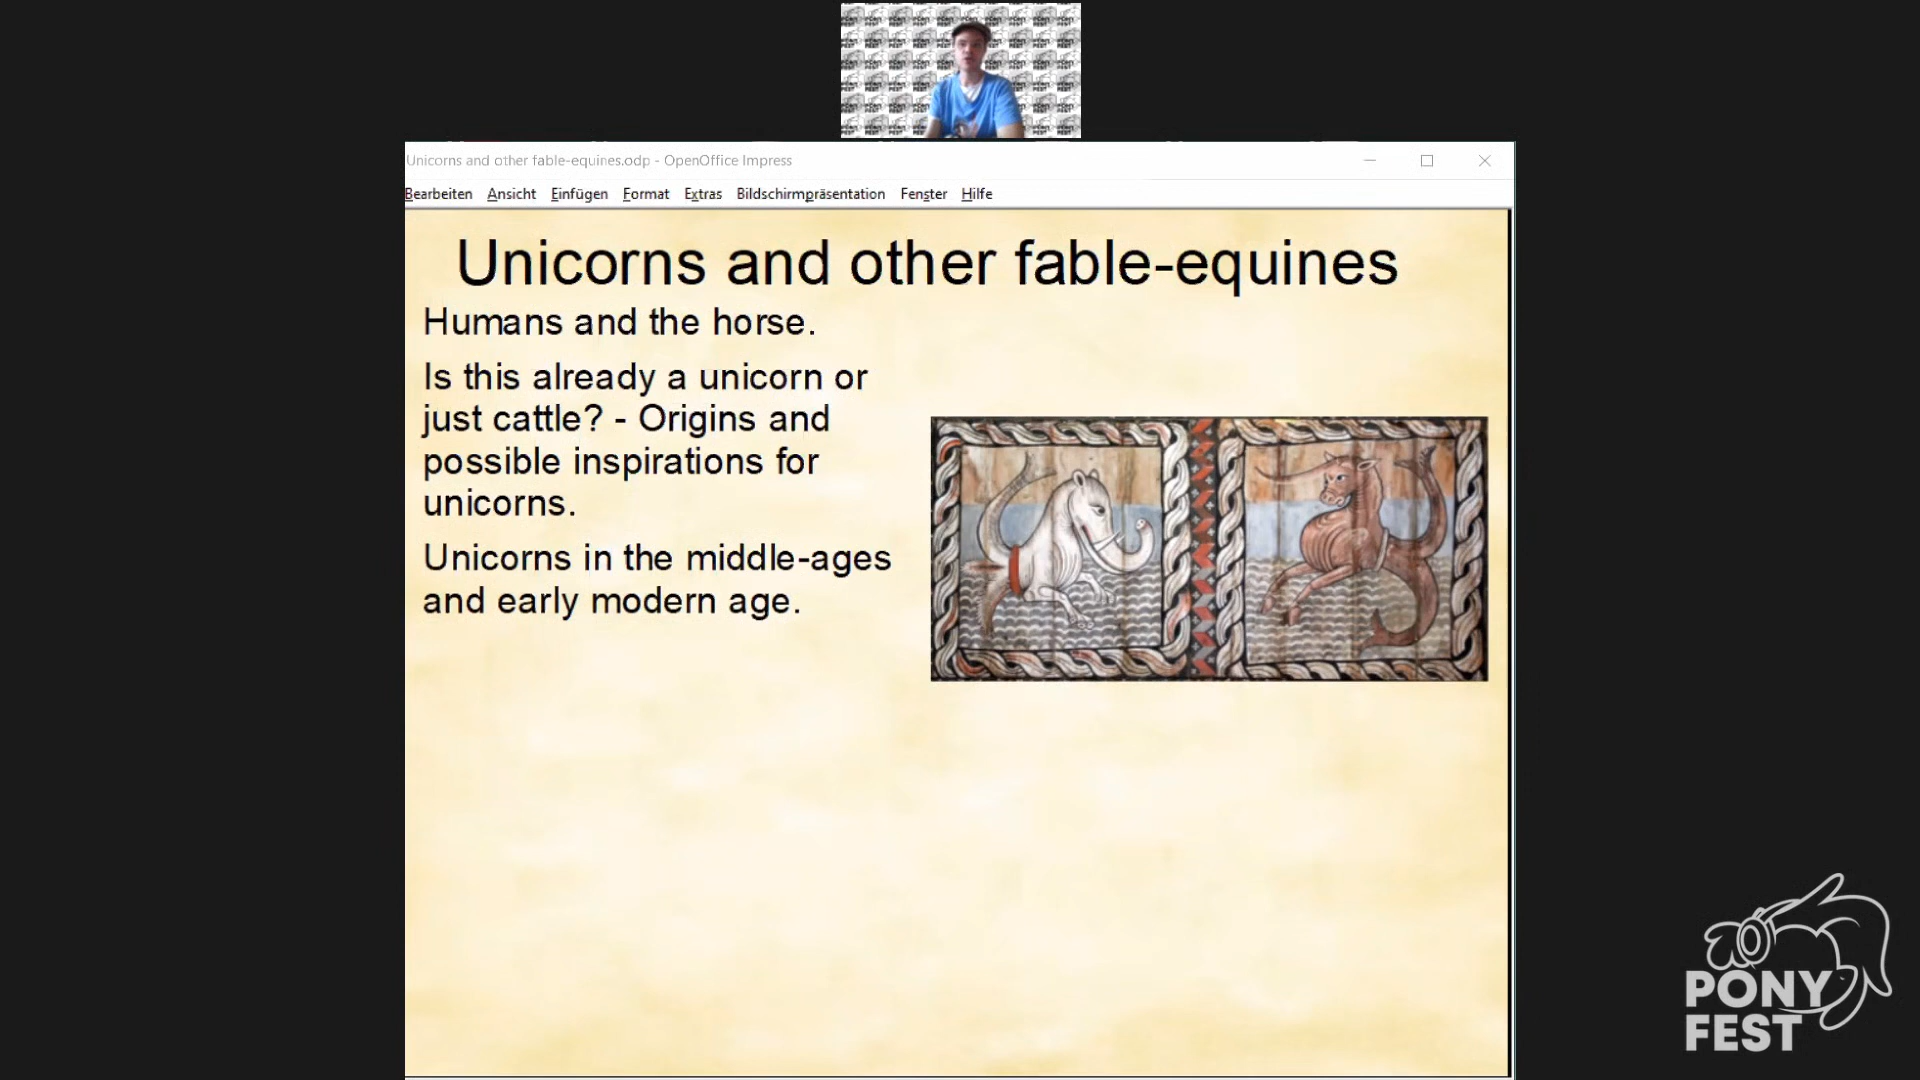 Unicorns and other fable-equines.odp - OpenOffice Impress
Bearbeiten Ansicht Einfügen Format Extras Bildschirmpräsentation Fenster Hilfe
Unicorns and other fable-equines
Humans and the horse.
Is this already a unicorn or
just cattle? - Origins and
possible inspirations for
unicorns.
Unicorns in the middle-ages
and early modern age.
PONY
FEST